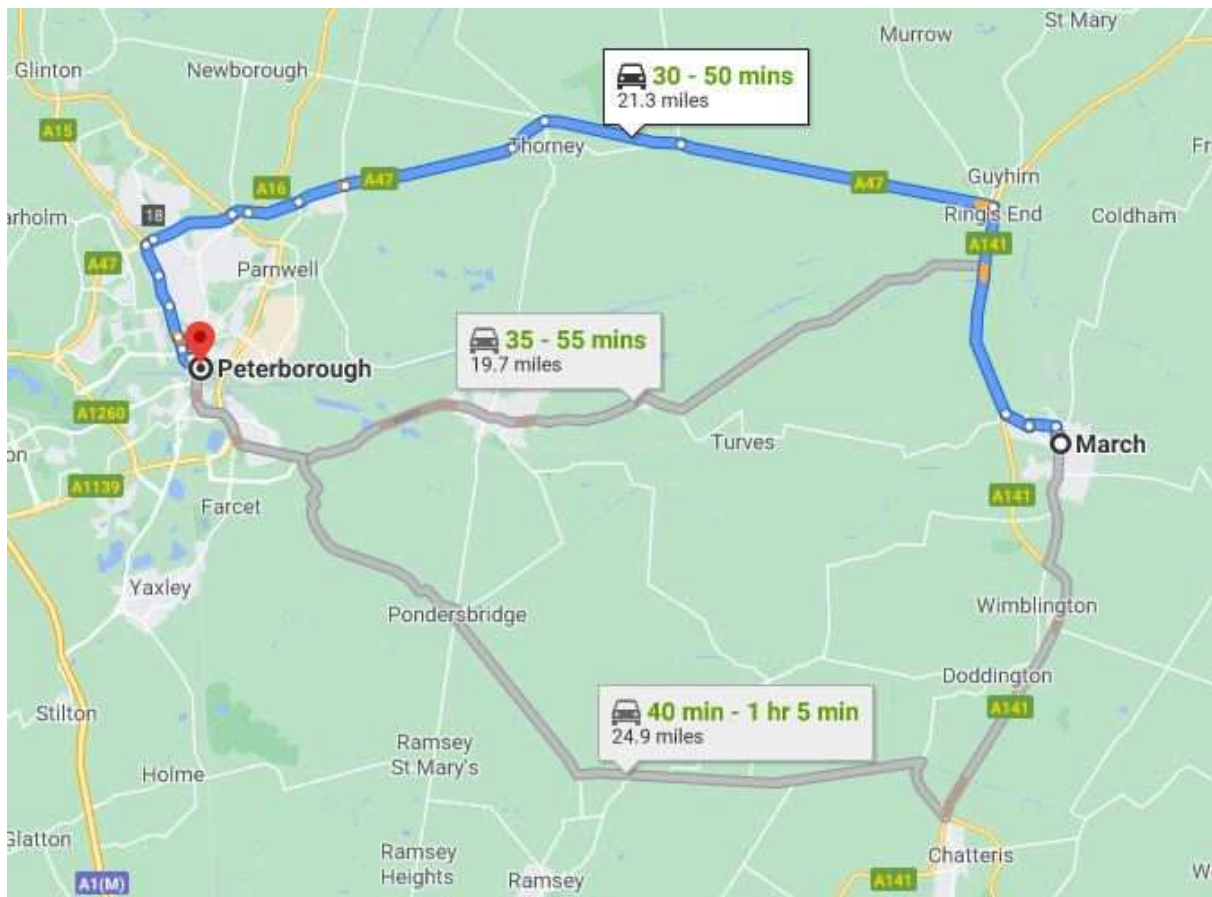 St Mary
Murrow
Glinton
Newborough
30 - 50 mins
21.3 miles
A15
Thorney
A16
A47
A47
Guyhirn
18
arholm
Ring's End
Coldham
A141
A47
Parnwell
35 - 55 mins
19.7 miles
Peterborough
A1260
Turves
March
A1139
A141
Farcet
Yaxley
Pondersbridge
Wimblington
Doddington
40 min - 1 hr 5 min
24.9 miles
A141
Stilton
Ramsey
St Mary's
Holme
Glatton
Ramsey
Heights
Chatteris
A1(M)
Ramsey
A141